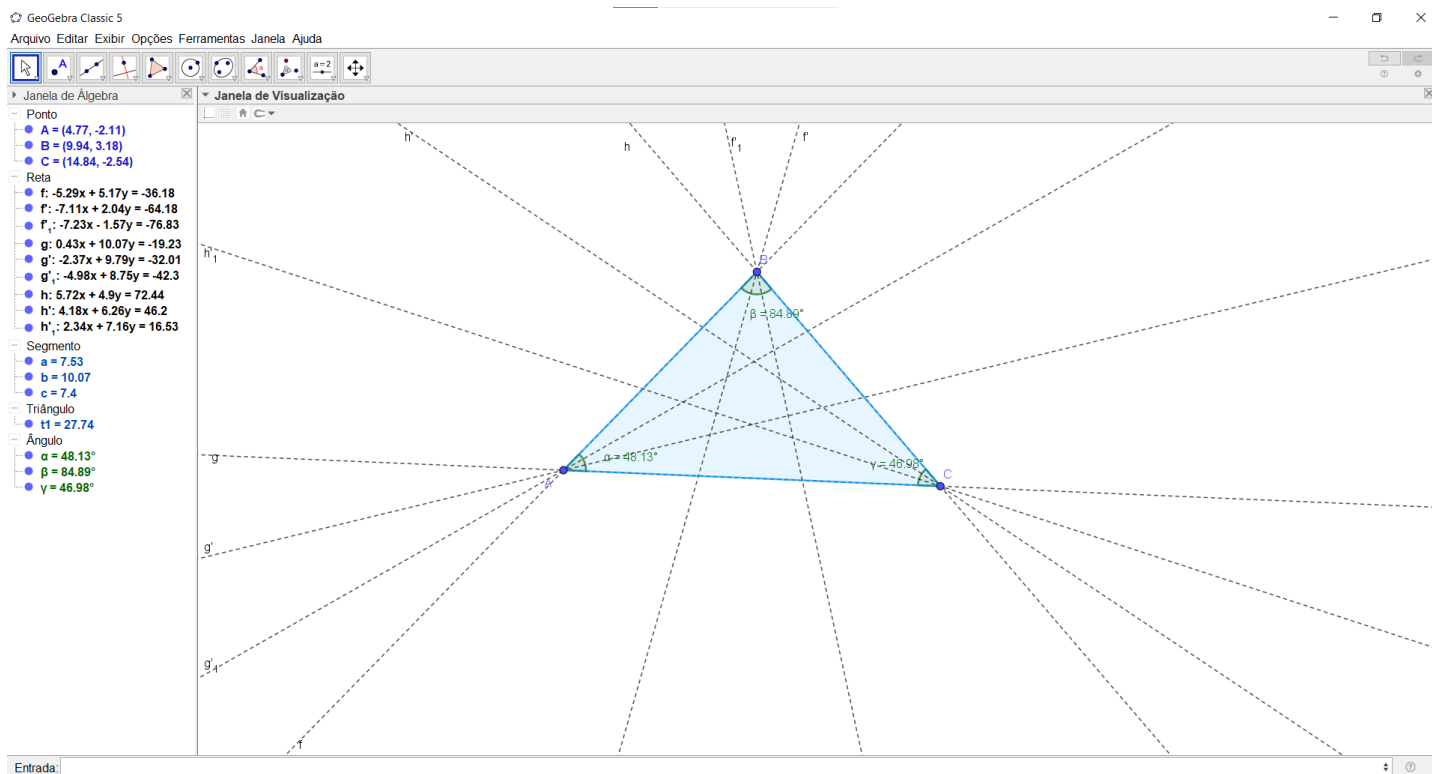 GeoGebra Classic 5
Arquivo Editar Exibir Opções Ferramentas Janela Ajuda
A
a=2
Janela de Álgebra
Janela de Visualização
Ponto
A = (4.77, -2.11)
B = (9.94, 3.18)
C = (14.84, -2.54)
Reta
f: -5.29x + 5.17y = -36.18
f': -7.11x + 2.04y = -64.18
f'₁: -7.23x - 1.57y = -76.83
g: 0.43x + 10.07y = -19.23
g': -2.37x + 9.79y = -32.01
g'₁: -4.98x + 8.75y = -42.3
h: 5.72x + 4.9y = 72.44
h': 4.18x + 6.26y = 46.2
h'₁: 2.34x + 7.16y = 16.53
Segmento
a = 7.53
b = 10.07
c = 7.4
Triângulo
t1 = 27.74
Ângulo
α = 48.13°
β = 84.89°
γ = 46.98°
h'
h
f'₁
f'
h'₁
B
β = 84.89°
g
α = 48.13°
γ = 46.98°
C
A
g'
g'₁
f
Entrada: